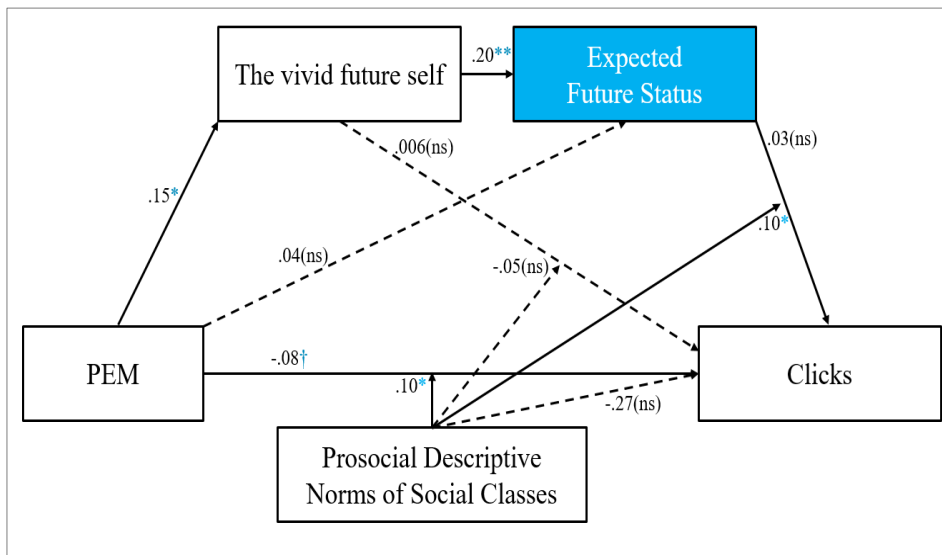 The vivid future self
.20**
Expected
Future Status
.006(ns)
.03(ns)
.15*
.10*
.04(ns)
-.05(ns)
PEM
-.08†
.10*
-.27(ns)
Clicks
Prosocial Descriptive
Norms of Social Classes